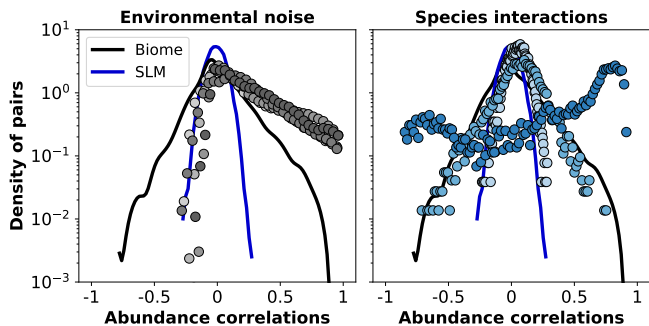 Environmental noise
Species interactions
Biome
SLM
Density of pairs
10^1
10^0
10^-1
10^-2
10^-3
-1 -0.5 0 0.5 1
-1 -0.5 0 0.5 1
Abundance correlations
Abundance correlations